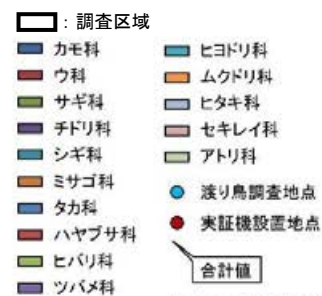 ：調査区域
カモ科
ウ科
サギ科
チドリ科
シギ科
ミサゴ科
タカ科
ハヤブサ科
ヒバリ科
ツバメ科
ヒヨドリ科
ムクドリ科
ヒタキ科
セキレイ科
アトリ科
渡り鳥調査地点
実証機設置地点
合計値